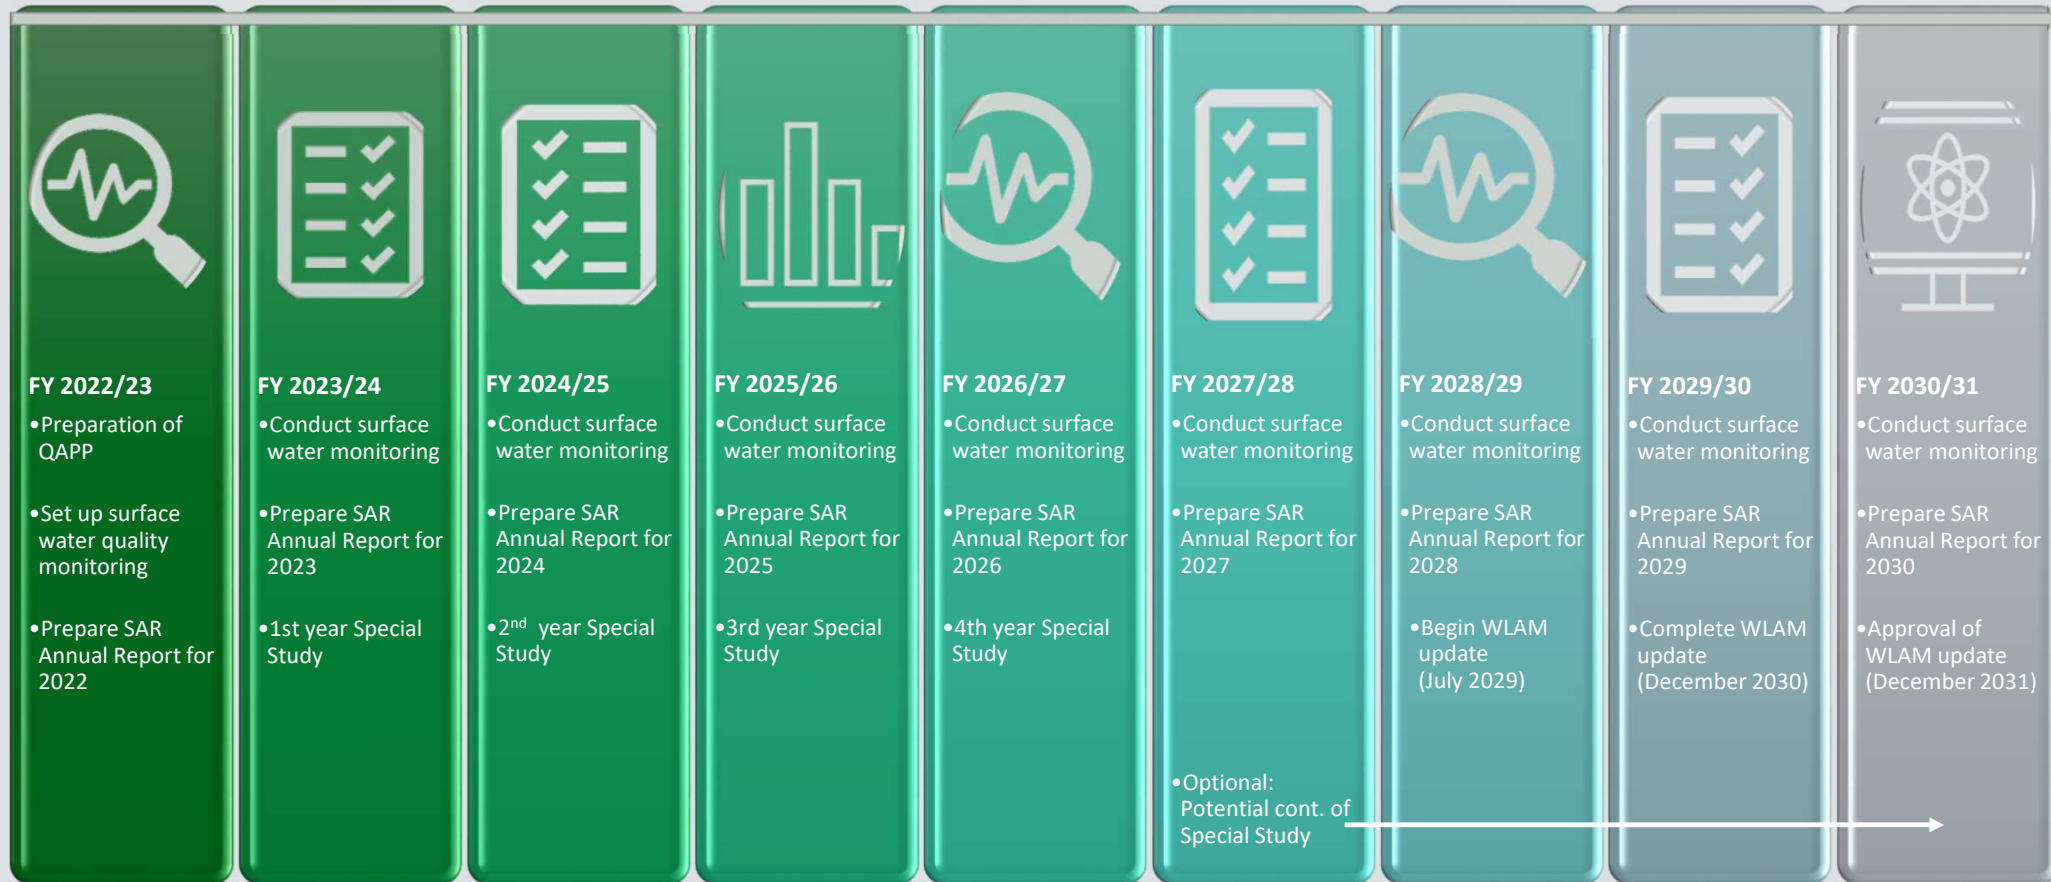 FY 2022/23
•Preparation of
QAPP
•Set up surface
water quality
monitoring
•Prepare SAR
Annual Report for
2022
FY 2023/24
•Conduct surface
water monitoring
•Prepare SAR
Annual Report for
2023
•1st year Special
Study
FY 2024/25
•Conduct surface
water monitoring
•Prepare SAR
Annual Report for
2024
•2nd year Special
Study
FY 2025/26
•Conduct surface
water monitoring
•Prepare SAR
Annual Report for
2025
•3rd year Special
Study
FY 2026/27
•Conduct surface
water monitoring
•Prepare SAR
Annual Report for
2026
•4th year Special
Study
FY 2027/28
•Conduct surface
water monitoring
•Prepare SAR
Annual Report for
2027
•Optional:
Potential cont. of
Special Study
FY 2028/29
•Conduct surface
water monitoring
•Prepare SAR
Annual Report for
2028
•Begin WLAM
update
(July 2029)
FY 2029/30
•Conduct surface
water monitoring
•Prepare SAR
Annual Report for
2029
•Complete WLAM
update
(December 2030)
FY 2030/31
•Conduct surface
water monitoring
•Prepare SAR
Annual Report for
2030
•Approval of
WLAM update
(December 2031)